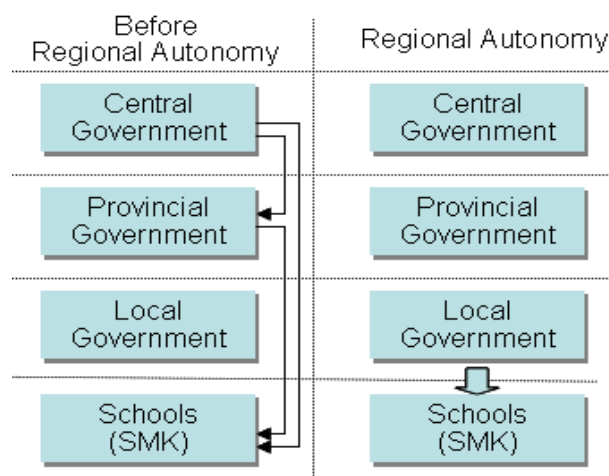 Before
Regional Autonomy
Regional Autonomy
Central
Government
Central
Government
Provincial
Government
Provincial
Government
Local
Government
Local
Government
Schools
(SMK)
Schools
(SMK)